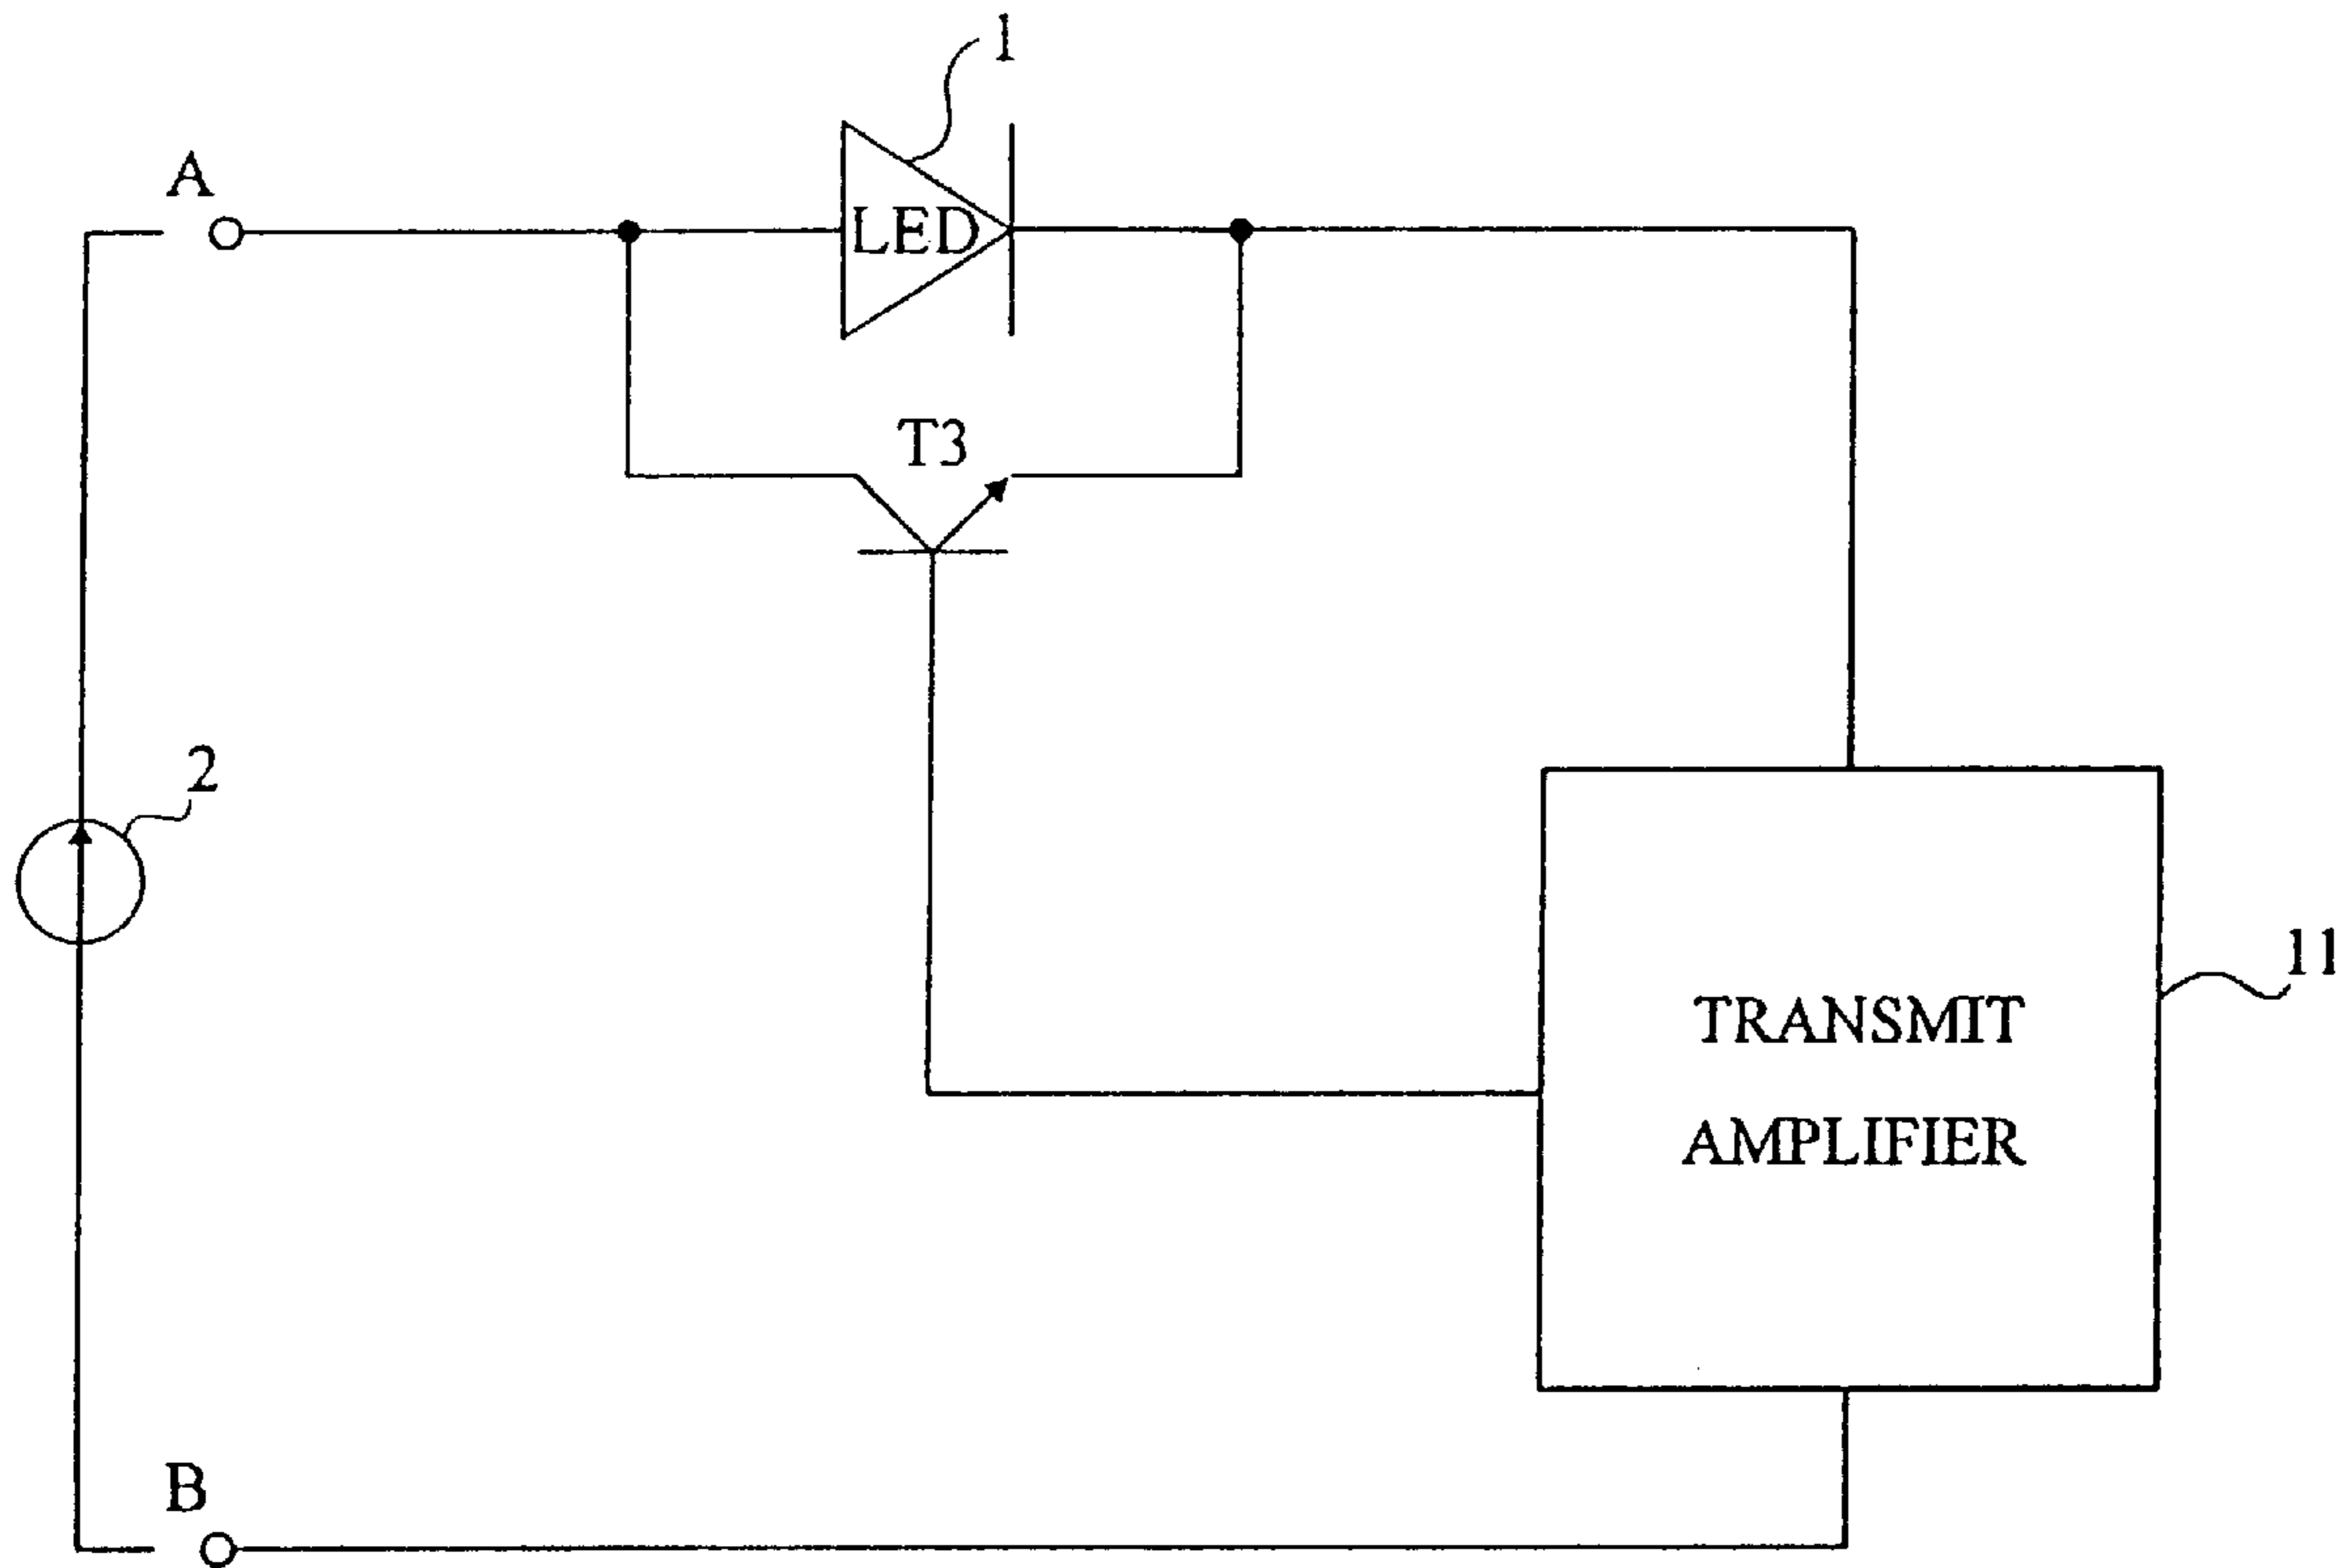 1
A
LED
T3
2
11
TRANSMIT
AMPLIFIER
B